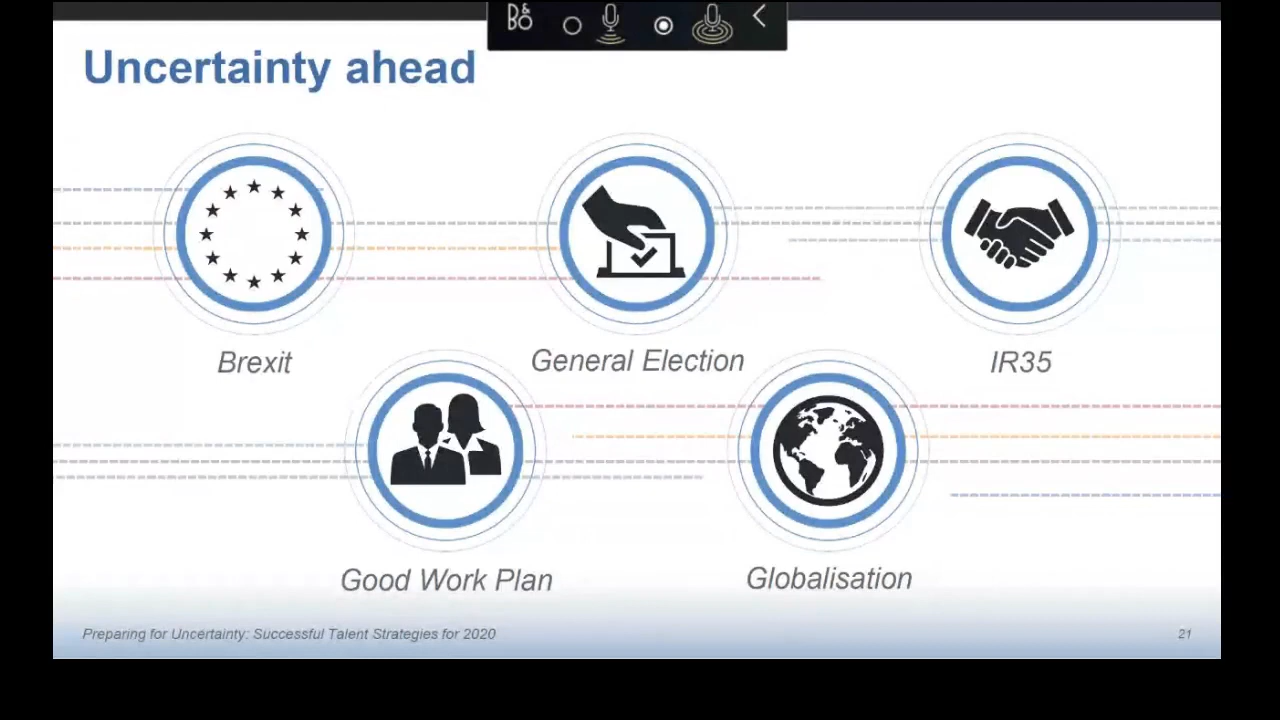 B&O
Uncertainty ahead
Brexit
General Election
IR35
Good Work Plan
Globalisation
Preparing for Uncertainty: Successful Talent Strategies for 2020
21